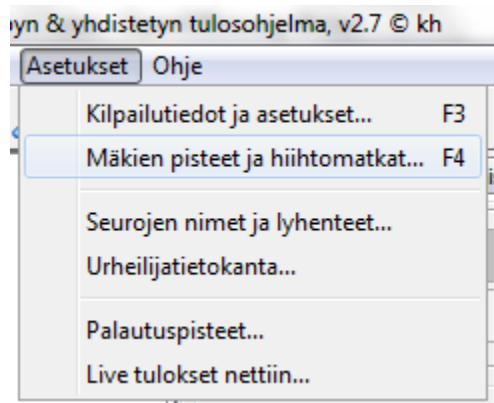 & yhdistetyn tulosohjelma, v2.7 © kh
Asetukset Ohje
Kilpailutiedot ja asetukset... F3
Mäkien pisteet ja hiihtomatkat... F4
Seurojen nimet ja lyhenteet...
Urheilijatietokanta...
Palautuspisteet...
Live tulokset nettiin...